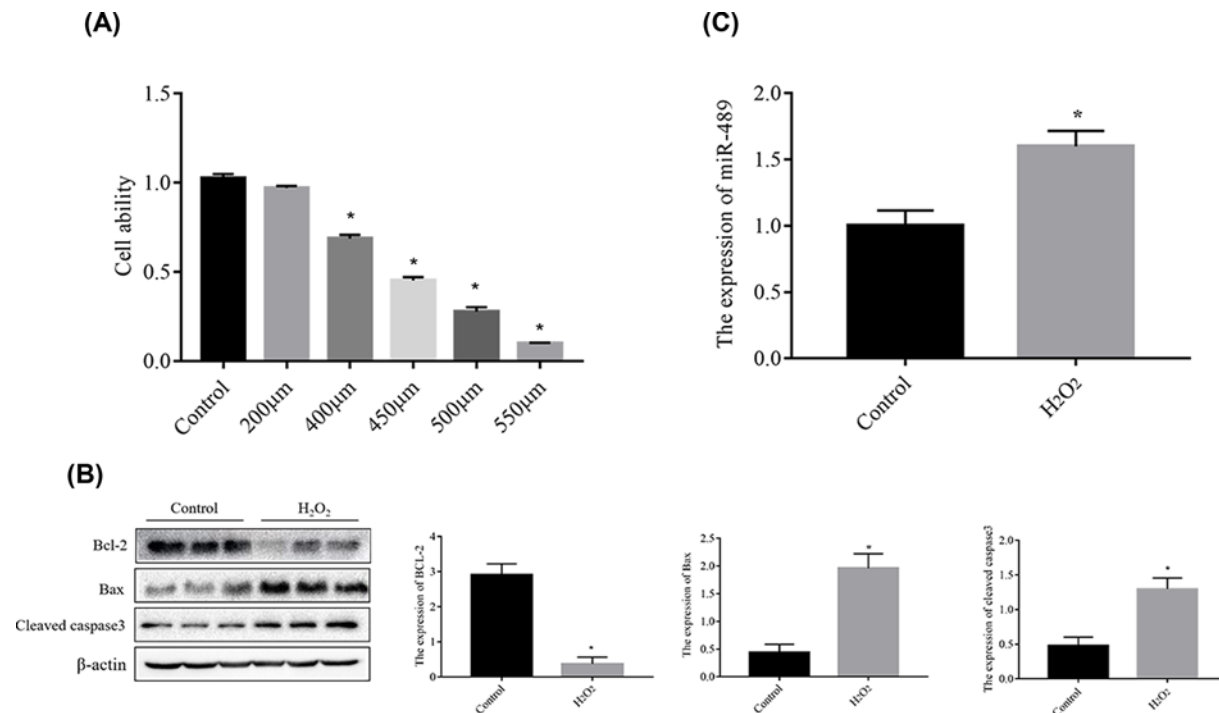 (A)
Cell ability
1.5
1.0
0.5
0.0
*
*
*
*
Control
200μm
400μm
450μm
500μm
550μm
(C)
The expression of miR-489
2.0
1.5
1.0
0.5
0.0
*
Control
H₂O₂
(B)
Control H₂O₂
Bcl-2
Bax
Cleaved caspase3
β-actin
The expression of BCL-2
4
3
2
1
0
*
Control
H₂O₂
The expression of Bax
2.5
2.0
1.5
1.0
0.5
0.0
*
Control
H₂O₂
The expression of cleaved caspase3
2.0
1.5
1.0
0.5
0.0
*
Control
H₂O₂